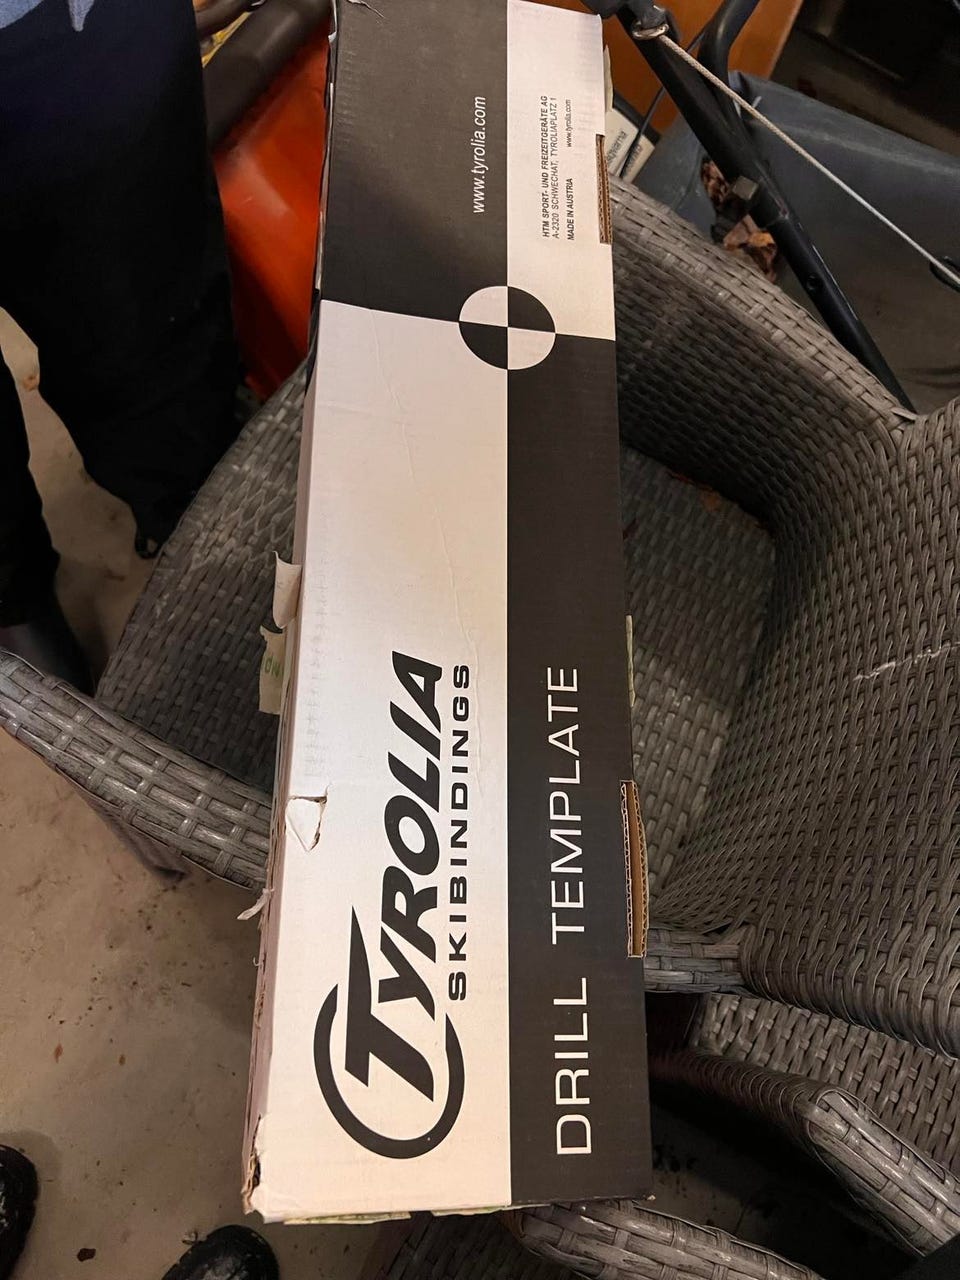 www.tyrolia.com
HTM SPORT- UND FREIZEITGERÄTE AG
A-2320 SCHWECHAT, TYROLIAPLATZ 1
MADE IN AUSTRIA www.tyrolia.com
TYROLIA
SKIBINDINGS
DRILL TEMPLATE